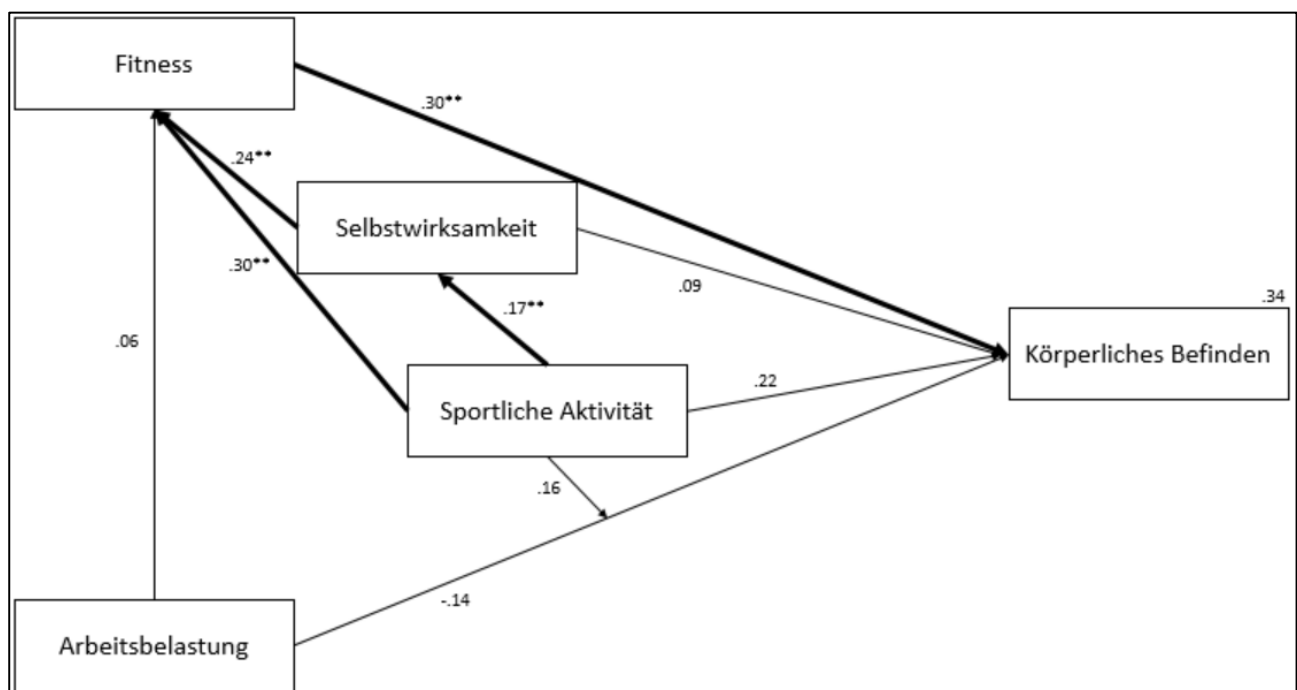 Fitness
.30**
.24**
Selbstwirksamkeit
.30**
.09
.17**
.34
.06
Körperliches Befinden
.22
Sportliche Aktivität
.16
-.14
Arbeitsbelastung